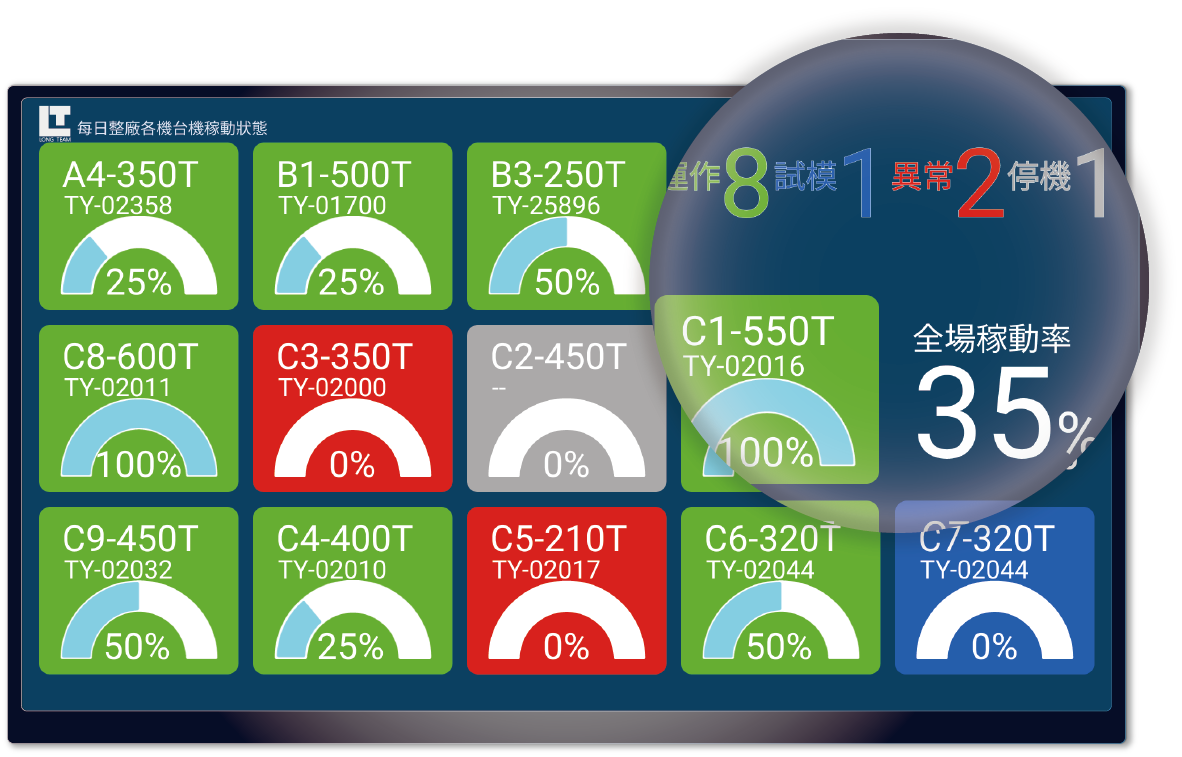 LT
LONG TEAM
每日整廠各機台機稼動狀態
運作 8 試模 1 異常 2 停機 1
A4-350T
TY-02358
25%
B1-500T
TY-01700
25%
B3-250T
TY-25896
50%
C1-550T
TY-02016
100%
全場稼動率
35%
C8-600T
TY-02011
100%
C3-350T
TY-02000
0%
C2-450T
--
0%
C9-450T
TY-02032
50%
C4-400T
TY-02010
25%
C5-210T
TY-02017
0%
C6-320T
TY-02044
50%
C7-320T
TY-02044
0%